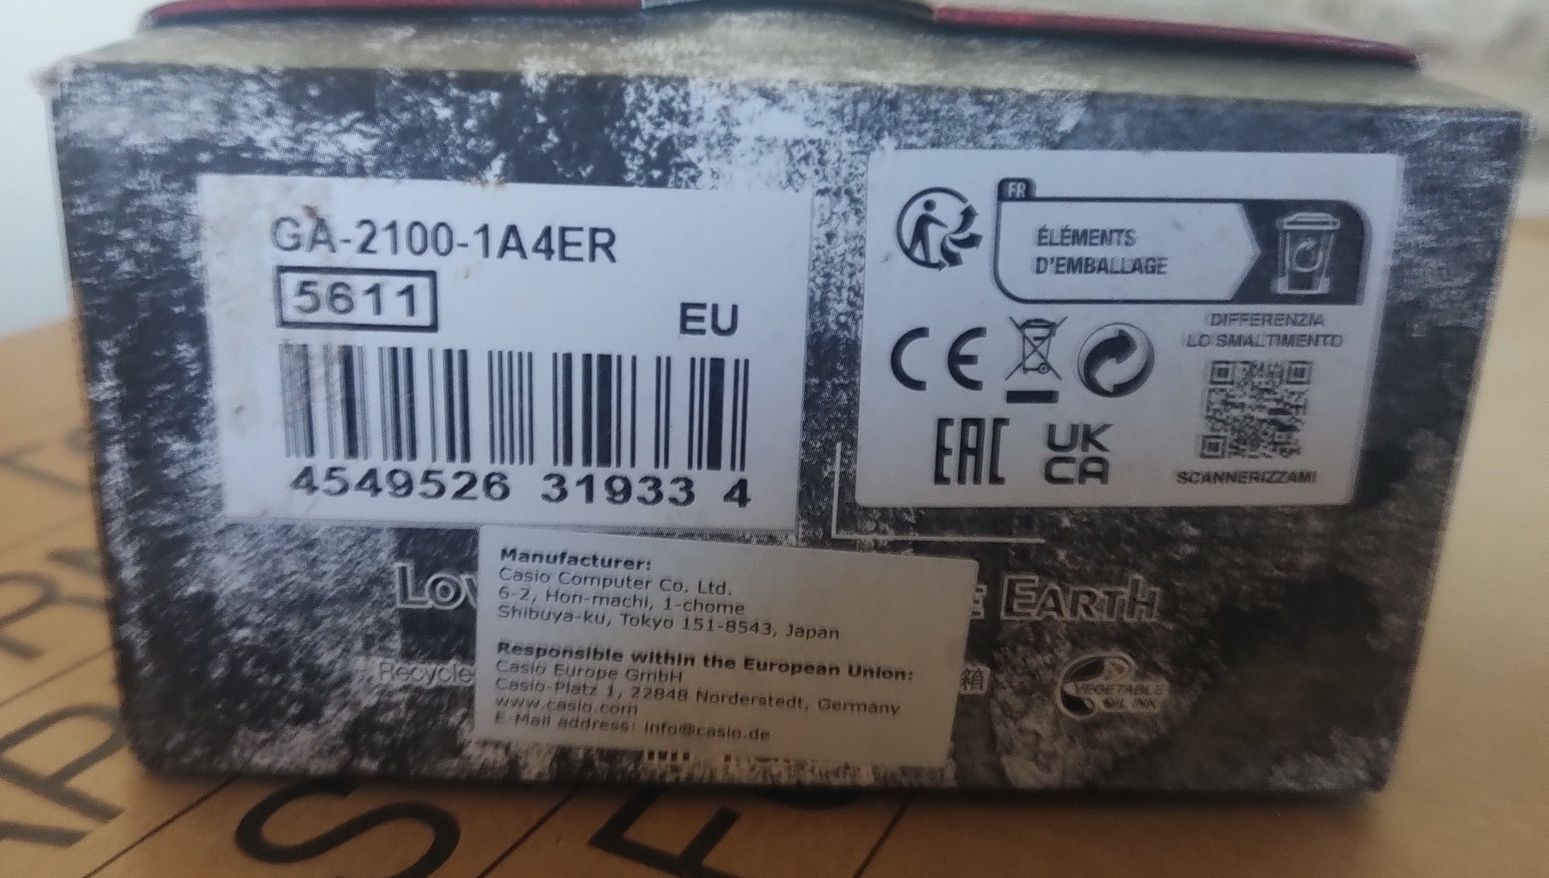 GA-2100-1A4ER
5611
EU
4549526 31933 4
FR
ÉLÉMENTS
D'EMBALLAGE
DIFFERENZIA
LO SMALTIMENTO
CE
EAC
UK
CA
SCANNERIZZAMI
Manufacturer:
Casio Computer Co. Ltd.
6-2, Hon-machi, 1-chome
Shibuya-ku, Tokyo 151-8543, Japan
Responsible within the European Union:
Casio Europe GmbH
Casio-Platz 1, 22848 Norderstedt, Germany
www.casio.com
E-Mail address: info@casio.de
EARTH
箱
VEGETABLE
OIL INK